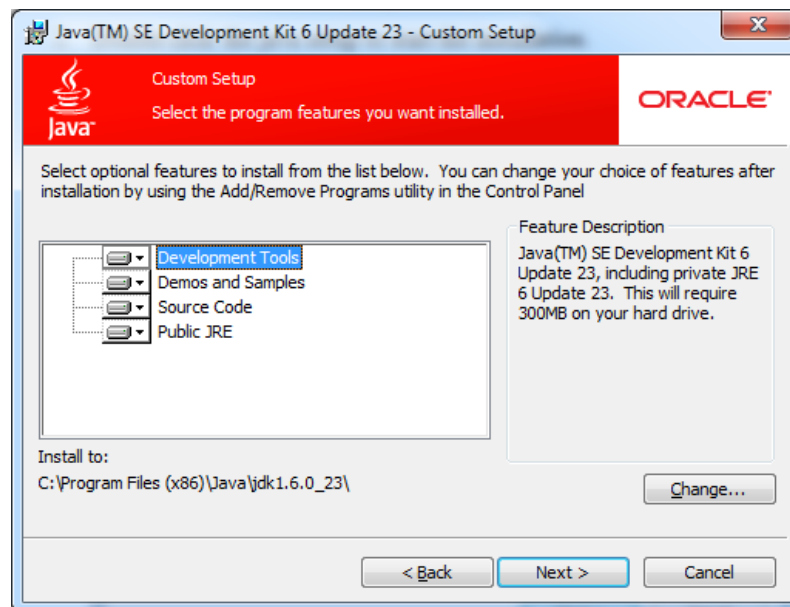 Java(TM) SE Development Kit 6 Update 23 - Custom Setup
Java
Custom Setup
Select the program features you want installed.
ORACLE
Select optional features to install from the list below. You can change your choice of features after
installation by using the Add/Remove Programs utility in the Control Panel
Development Tools
Demos and Samples
Source Code
Public JRE
Feature Description
Java(TM) SE Development Kit 6
Update 23, including private JRE
6 Update 23. This will require
300MB on your hard drive.
Install to:
C:\Program Files (x86)\Java\jdk1.6.0_23\
Change...
< Back
Next >
Cancel